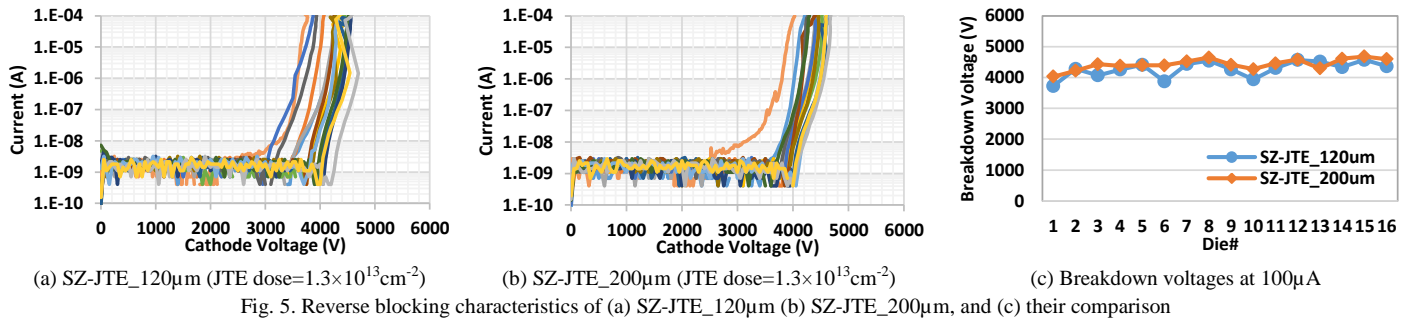 1.E-04
1.E-05
1.E-06
1.E-07
1.E-08
1.E-09
1.E-10
Current (A)
0 1000 2000 3000 4000 5000 6000
Cathode Voltage (V)
(a) SZ-JTE_120µm (JTE dose=1.3×10¹³cm⁻²)
1.E-04
1.E-05
1.E-06
1.E-07
1.E-08
1.E-09
1.E-10
Current (A)
0 1000 2000 3000 4000 5000 6000
Cathode Voltage (V)
(b) SZ-JTE_200µm (JTE dose=1.3×10¹³cm⁻²)
6000
5000
4000
3000
2000
1000
0
Breakdown Voltage (V)
SZ-JTE_120um
SZ-JTE_200um
1 2 3 4 5 6 7 8 9 10 11 12 13 14 15 16
Die#
(c) Breakdown voltages at 100µA
Fig. 5. Reverse blocking characteristics of (a) SZ-JTE_120µm (b) SZ-JTE_200µm, and (c) their comparison